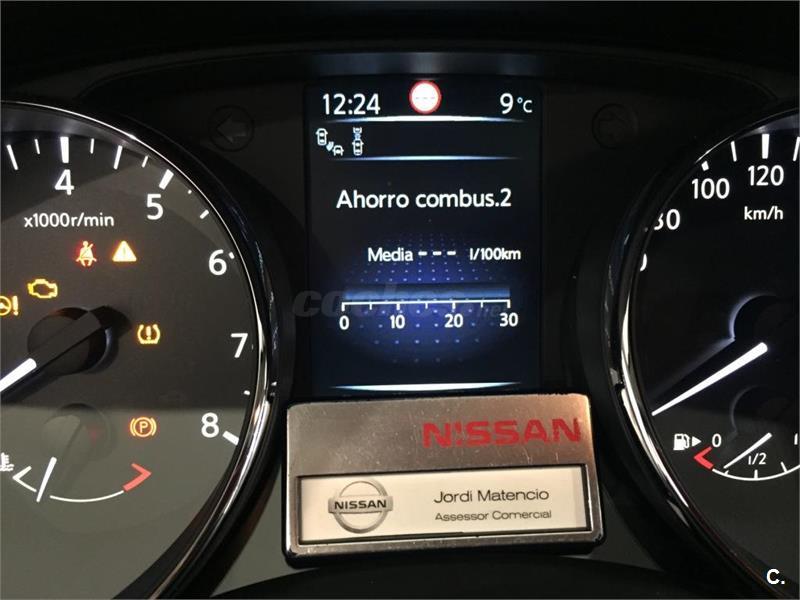 12:24 9 °C
Ahorro combus.2
Media --- l/100km
0 10 20 30
4
5
x1000r/min
6
7
8
100 120
80
km/h
0
1/2
NISSAN
NISSAN
Jordi Matencio
Assessor Comercial
C.